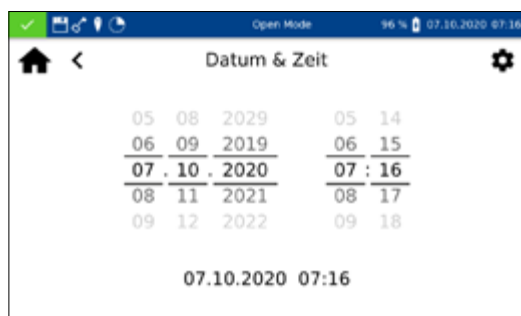 Open Mode 96 % 07.10.2020 07:16
Datum & Zeit
05 08 2029 05 14
06 09 2019 06 15
07 . 10 . 2020 07 : 16
08 11 2021 08 17
09 12 2022 09 18
07.10.2020 07:16